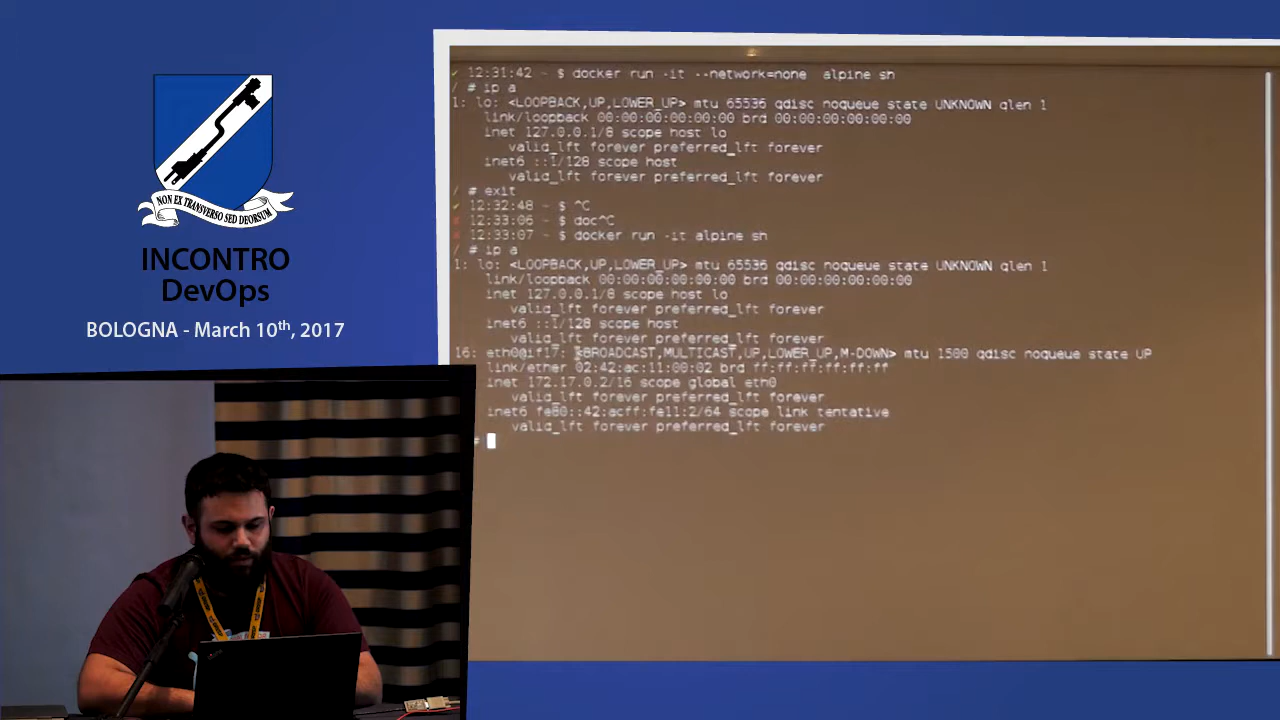 NON EX TRANSVERSO SED DEORSUM
INCONTRO
DevOps
BOLOGNA - March 10th, 2017
✓ 12:31:42 - $ docker run -it --network=none  alpine sh
/ # ip a
1: lo: <LOOPBACK,UP,LOWER_UP> mtu 65536 qdisc noqueue state UNKNOWN qlen 1
link/loopback 00:00:00:00:00:00 brd 00:00:00:00:00:00
inet 127.0.0.1/8 scope host lo
valid_lft forever preferred_lft forever
inet6 ::1/128 scope host
valid_lft forever preferred_lft forever
/ # exit
✓ 12:32:48 - $ ^C
✗ 12:33:06 - $ doc^C
✗ 12:33:07 - $ docker run -it alpine sh
/ # ip a
1: lo: <LOOPBACK,UP,LOWER_UP> mtu 65536 qdisc noqueue state UNKNOWN qlen 1
link/loopback 00:00:00:00:00:00 brd 00:00:00:00:00:00
inet 127.0.0.1/8 scope host lo
valid_lft forever preferred_lft forever
inet6 ::1/128 scope host
valid_lft forever preferred_lft forever
16: eth0@if17: <BROADCAST,MULTICAST,UP,LOWER_UP,M-DOWN> mtu 1500 qdisc noqueue state UP
link/ether 02:42:ac:11:00:02 brd ff:ff:ff:ff:ff:ff
inet 172.17.0.2/16 scope global eth0
valid_lft forever preferred_lft forever
inet6 fe80::42:acff:fe11:2/64 scope link tentative
valid_lft forever preferred_lft forever
#